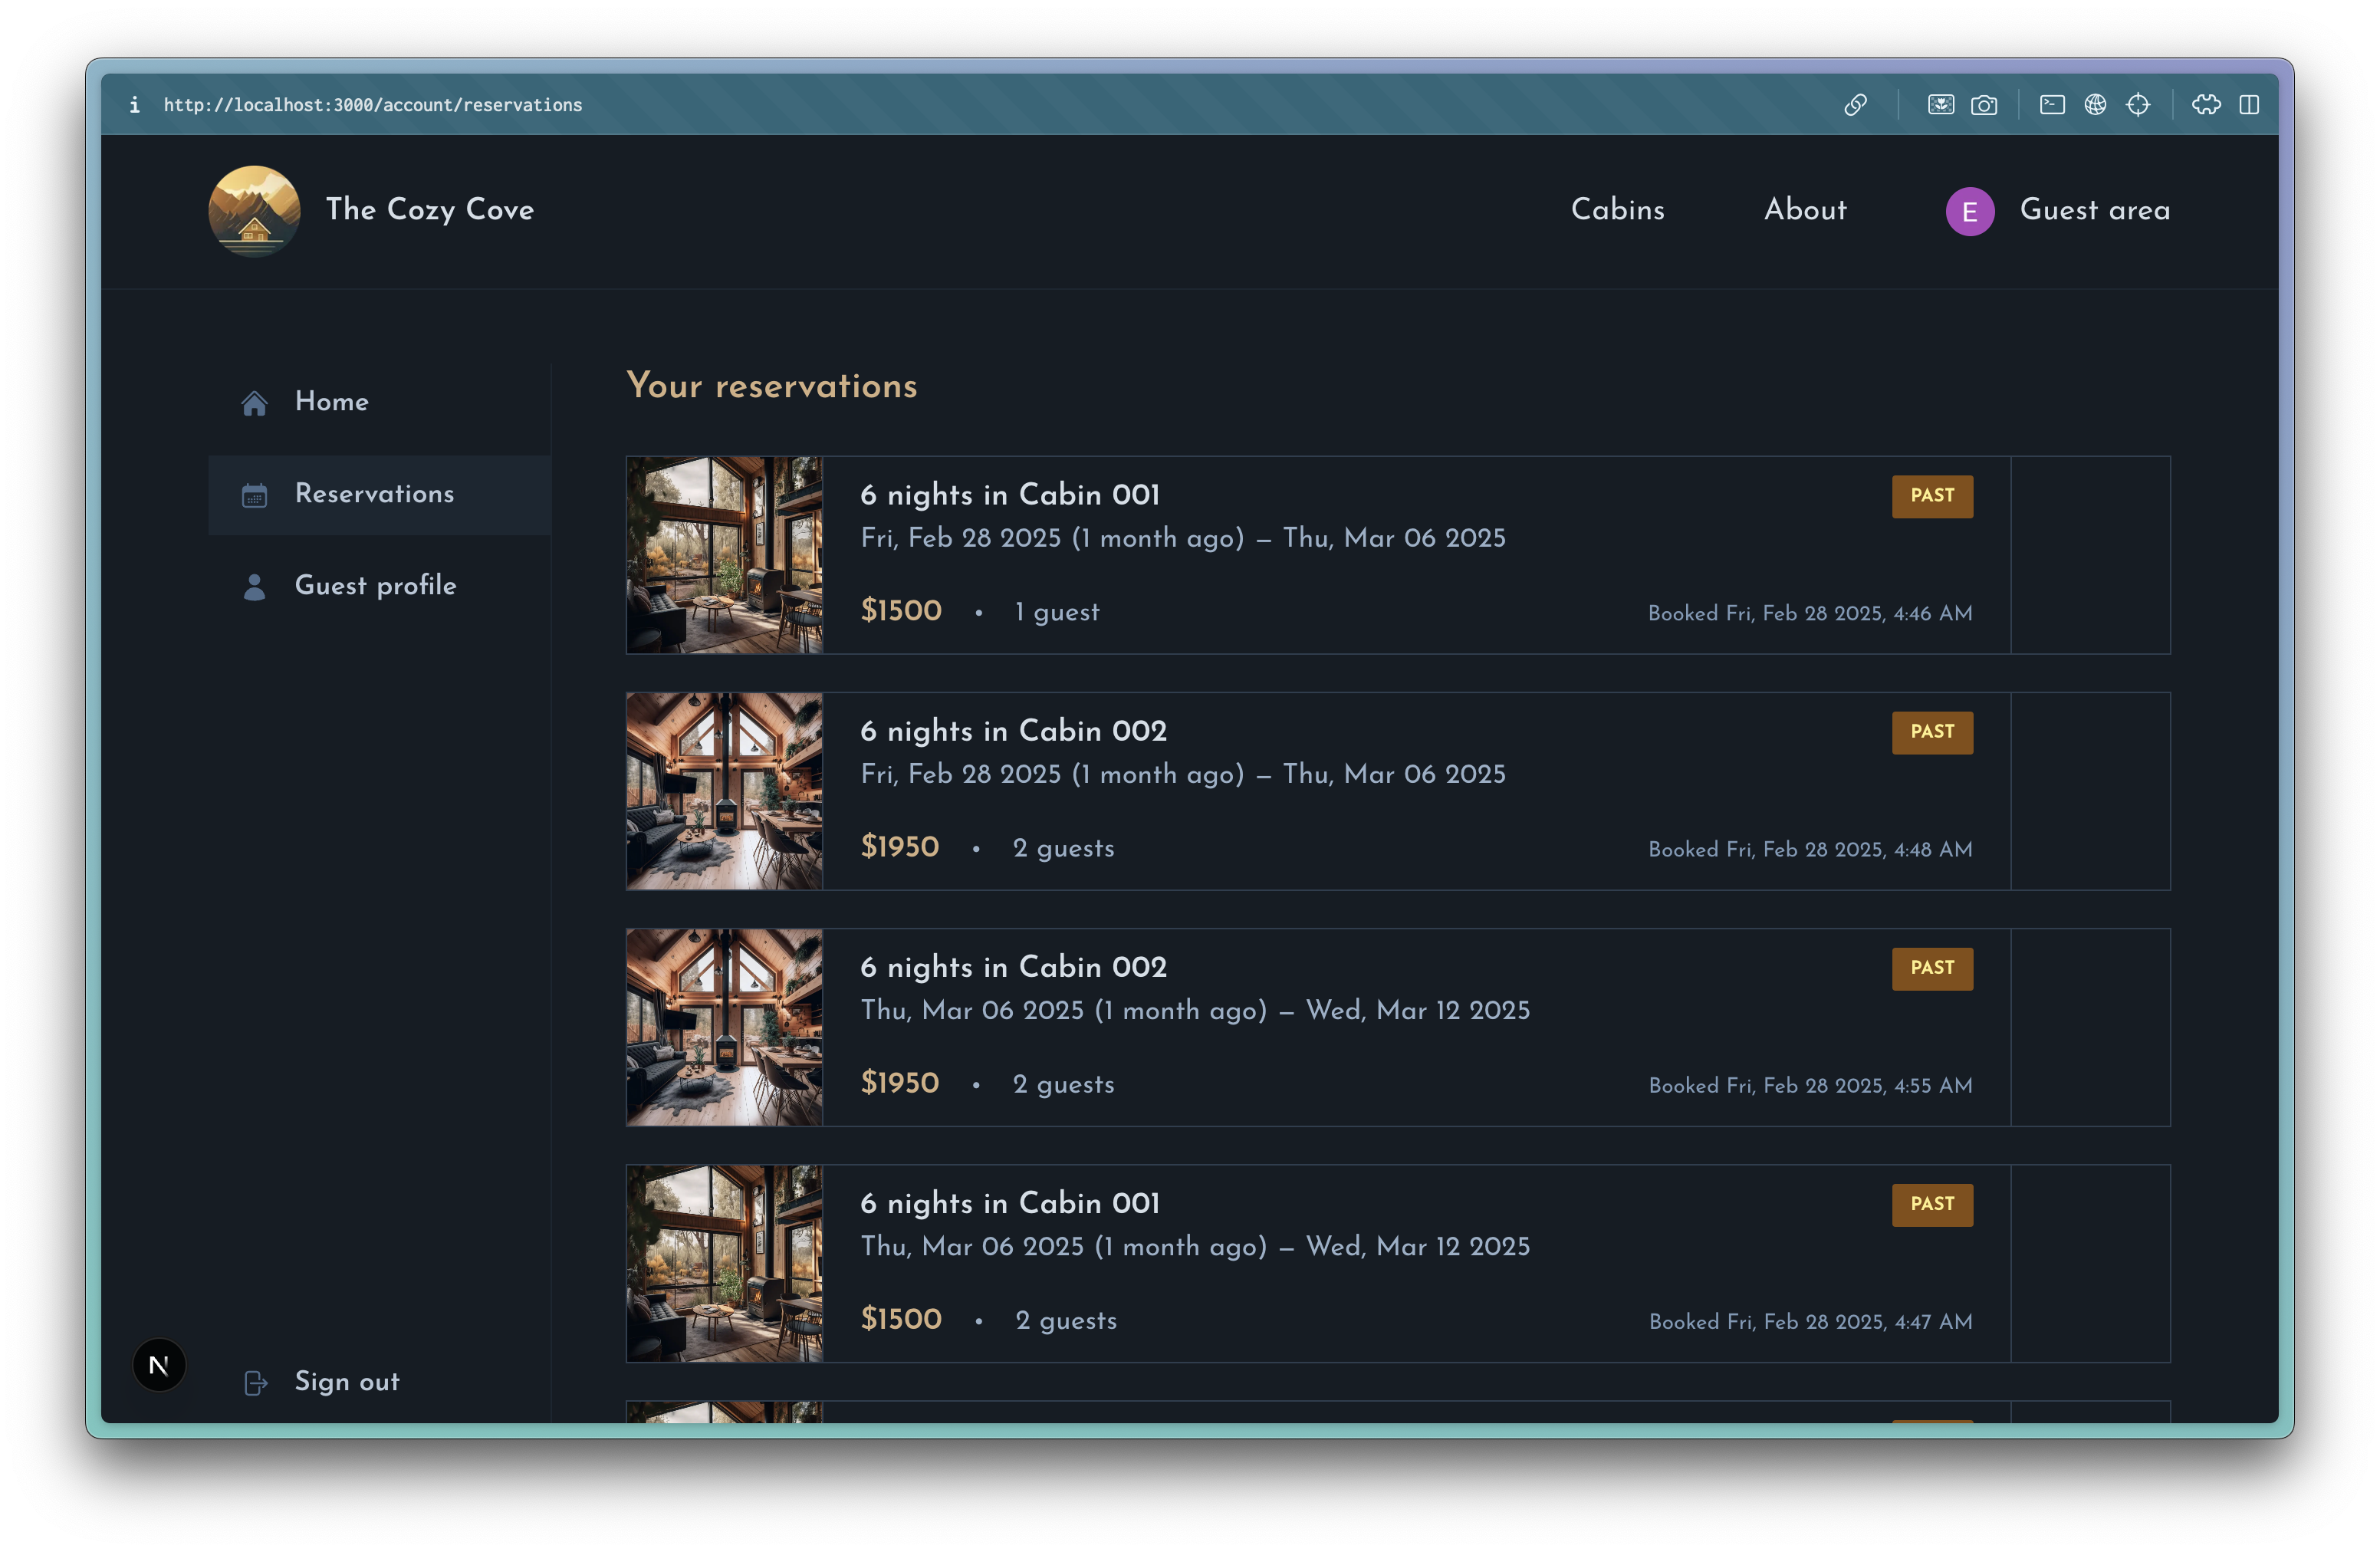 i http://localhost:3000/account/reservations
The Cozy Cove
Cabins
About
E
Guest area
Home
Reservations
Guest profile
Sign out
N
Your reservations
6 nights in Cabin 001
PAST
Fri, Feb 28 2025 (1 month ago) – Thu, Mar 06 2025
$1500 • 1 guest
Booked Fri, Feb 28 2025, 4:46 AM
6 nights in Cabin 002
PAST
Fri, Feb 28 2025 (1 month ago) – Thu, Mar 06 2025
$1950 • 2 guests
Booked Fri, Feb 28 2025, 4:48 AM
6 nights in Cabin 002
PAST
Thu, Mar 06 2025 (1 month ago) – Wed, Mar 12 2025
$1950 • 2 guests
Booked Fri, Feb 28 2025, 4:55 AM
6 nights in Cabin 001
PAST
Thu, Mar 06 2025 (1 month ago) – Wed, Mar 12 2025
$1500 • 2 guests
Booked Fri, Feb 28 2025, 4:47 AM